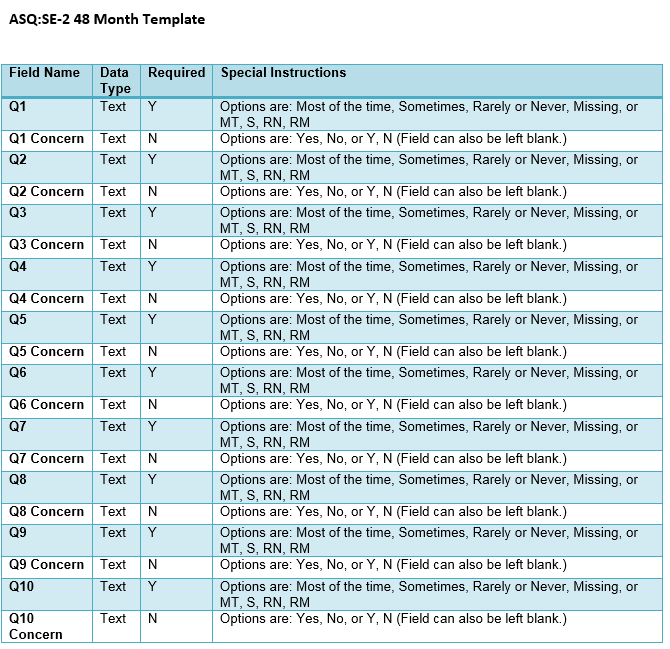 ASQ:SE-2 48 Month Template
Field Name Data Type Required Special Instructions
Q1 Text Y Options are: Most of the time, Sometimes, Rarely or Never, Missing, or
MT, S, RN, RM
Q1 Concern Text N Options are: Yes, No, or Y, N (Field can also be left blank.)
Q2 Text Y Options are: Most of the time, Sometimes, Rarely or Never, Missing, or
MT, S, RN, RM
Q2 Concern Text N Options are: Yes, No, or Y, N (Field can also be left blank.)
Q3 Text Y Options are: Most of the time, Sometimes, Rarely or Never, Missing, or
MT, S, RN, RM
Q3 Concern Text N Options are: Yes, No, or Y, N (Field can also be left blank.)
Q4 Text Y Options are: Most of the time, Sometimes, Rarely or Never, Missing, or
MT, S, RN, RM
Q4 Concern Text N Options are: Yes, No, or Y, N (Field can also be left blank.)
Q5 Text Y Options are: Most of the time, Sometimes, Rarely or Never, Missing, or
MT, S, RN, RM
Q5 Concern Text N Options are: Yes, No, or Y, N (Field can also be left blank.)
Q6 Text Y Options are: Most of the time, Sometimes, Rarely or Never, Missing, or
MT, S, RN, RM
Q6 Concern Text N Options are: Yes, No, or Y, N (Field can also be left blank.)
Q7 Text Y Options are: Most of the time, Sometimes, Rarely or Never, Missing, or
MT, S, RN, RM
Q7 Concern Text N Options are: Yes, No, or Y, N (Field can also be left blank.)
Q8 Text Y Options are: Most of the time, Sometimes, Rarely or Never, Missing, or
MT, S, RN, RM
Q8 Concern Text N Options are: Yes, No, or Y, N (Field can also be left blank.)
Q9 Text Y Options are: Most of the time, Sometimes, Rarely or Never, Missing, or
MT, S, RN, RM
Q9 Concern Text N Options are: Yes, No, or Y, N (Field can also be left blank.)
Q10 Text Y Options are: Most of the time, Sometimes, Rarely or Never, Missing, or
MT, S, RN, RM
Q10 Text N Options are: Yes, No, or Y, N (Field can also be left blank.)
Concern